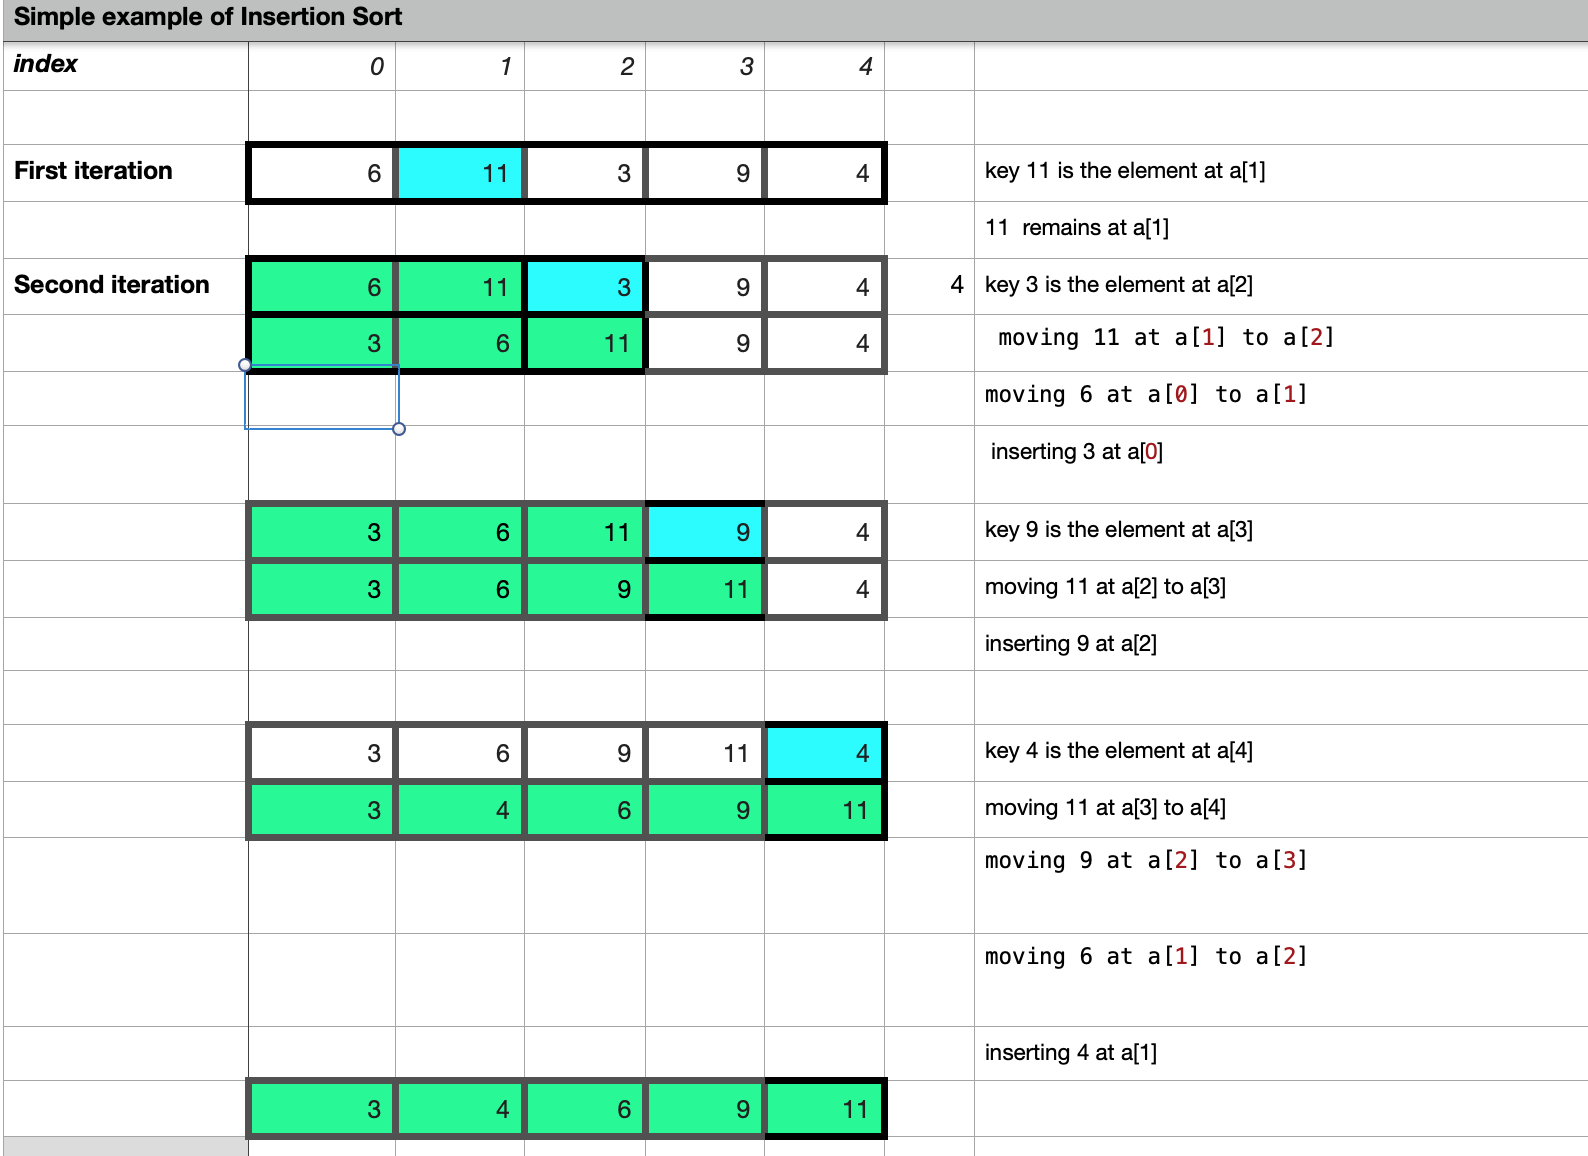 Simple example of Insertion Sort
index 0 1 2 3 4
First iteration 6 11 3 9 4 key 11 is the element at a[1]
11 remains at a[1]
Second iteration 6 11 3 9 4 4 key 3 is the element at a[2]
3 6 11 9 4 moving 11 at a[1] to a[2]
moving 6 at a[0] to a[1]
inserting 3 at a[0]
3 6 11 9 4 key 9 is the element at a[3]
3 6 9 11 4 moving 11 at a[2] to a[3]
inserting 9 at a[2]
3 6 9 11 4 key 4 is the element at a[4]
3 4 6 9 11 moving 11 at a[3] to a[4]
moving 9 at a[2] to a[3]
moving 6 at a[1] to a[2]
inserting 4 at a[1]
3 4 6 9 11